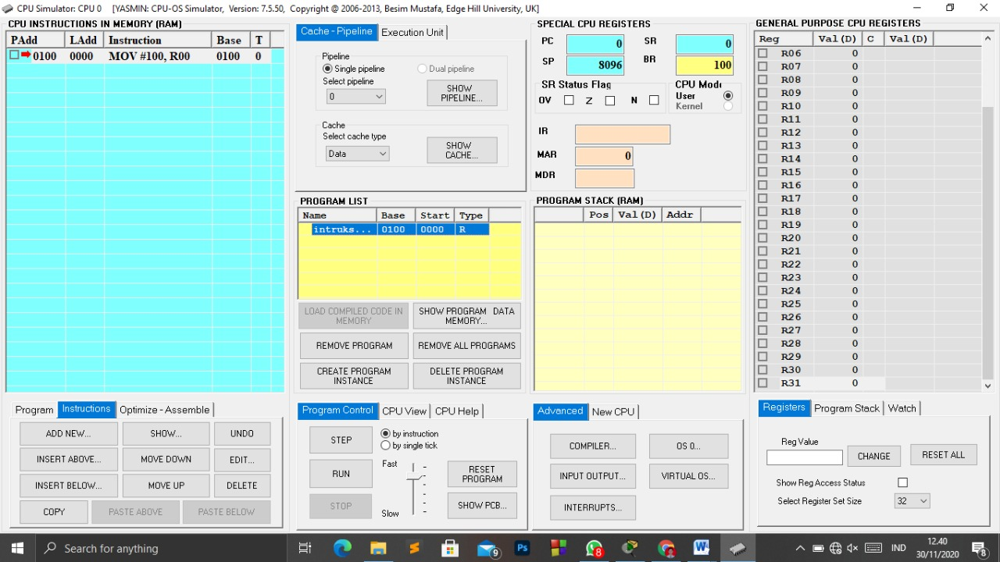 CPU Simulator: CPU 0 [YASMIN: CPU-OS Simulator, Version: 7.5.50, Copyright @ 2006-2013, Besim Mustafa, Edge Hill University, UK]
CPU INSTRUCTIONS IN MEMORY (RAM)
PAdd LAdd Instruction Base T
0100 0000 MOV #100, R00 0100 0
Program Instructions Optimize - Assemble
ADD NEW... SHOW... UNDO
INSERT ABOVE... MOVE DOWN EDIT...
INSERT BELOW... MOVE UP DELETE
COPY PASTE ABOVE PASTE BELOW
Cache - Pipeline Execution Unit
Pipeline
Single pipeline Dual pipeline
Select pipeline
0
SHOW
PIPELINE...
Cache
Select cache type
Data
SHOW
CACHE...
PROGRAM LIST
Name Base Start Type
intruks... 0100 0000 R
LOAD COMPILED CODE IN
MEMORY
SHOW PROGRAM DATA
MEMORY...
REMOVE PROGRAM REMOVE ALL PROGRAMS
CREATE PROGRAM
INSTANCE
DELETE PROGRAM
INSTANCE
Program Control CPU View CPU Help
STEP
by instruction
by single tick
RUN
Fast
Slow
RESET
PROGRAM
STOP
SHOW PCB...
SPECIAL CPU REGISTERS
PC 0 SR 0
SP 8096 BR 100
SR Status Flag
OV Z N
CPU Mode
User
Kernel
IR
MAR 0
MDR
PROGRAM STACK (RAM)
Pos Val(D) Addr
Advanced New CPU
COMPILER... OS 0...
INPUT OUTPUT... VIRTUAL OS...
INTERRUPTS...
GENERAL PURPOSE CPU REGISTERS
Reg Val(D) C Val(D)
R06 0
R07 0
R08 0
R09 0
R10 0
R11 0
R12 0
R13 0
R14 0
R15 0
R16 0
R17 0
R18 0
R19 0
R20 0
R21 0
R22 0
R23 0
R24 0
R25 0
R26 0
R27 0
R28 0
R29 0
R30 0
R31 0
Registers Program Stack Watch
Reg Value
CHANGE RESET ALL
Show Reg Access Status
Select Register Set Size 32
Search for anything
9
Ps
8
W
IND
12.40
30/11/2020
8